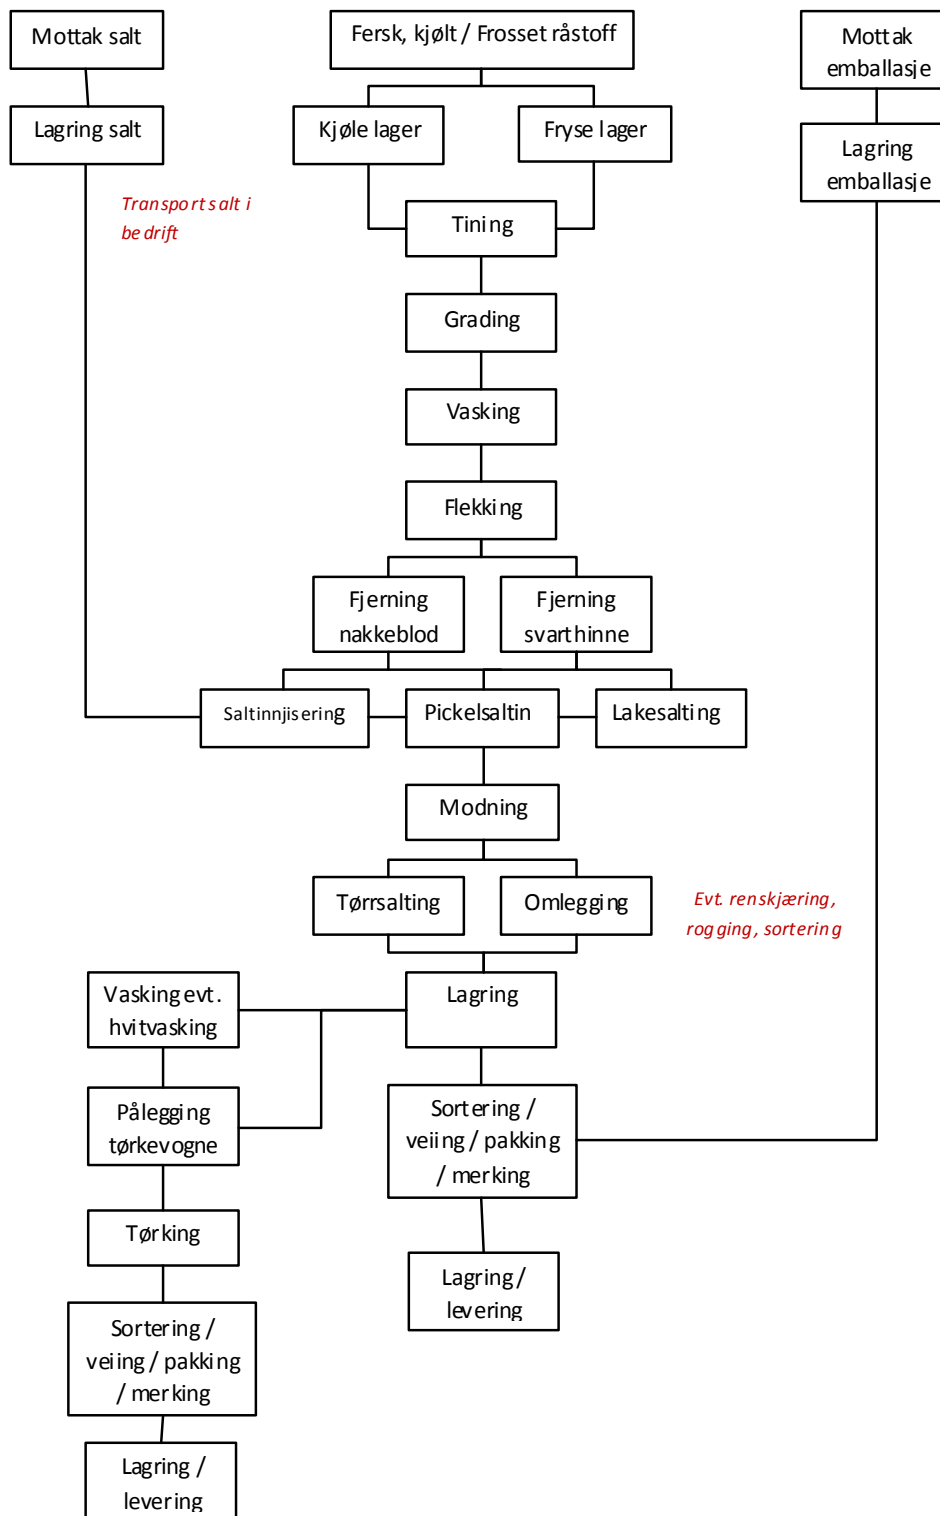 Mottak salt
Fersk, kjølt / Frosset råstoff
Mottak
emballasje
Lagring salt
Kjøle lager
Fryse lager
Lagring
emballasje
Transport salt i
bedrift
Tining
Grading
Vasking
Flekking
Fjerning
nakkeblod
Fjerning
svarthinne
Saltinnjisering
Pickelsaltin
Lakesalting
Modning
Tørrsalting
Omlegging
Evt. renskjæring,
rogging, sortering
Vasking evt.
hvitvasking
Lagring
Pålegging
tørkevogne
Sortering /
veiing / pakking
/ merking
Tørking
Lagring /
levering
Sortering /
veiing / pakking
/ merking
Lagring /
levering